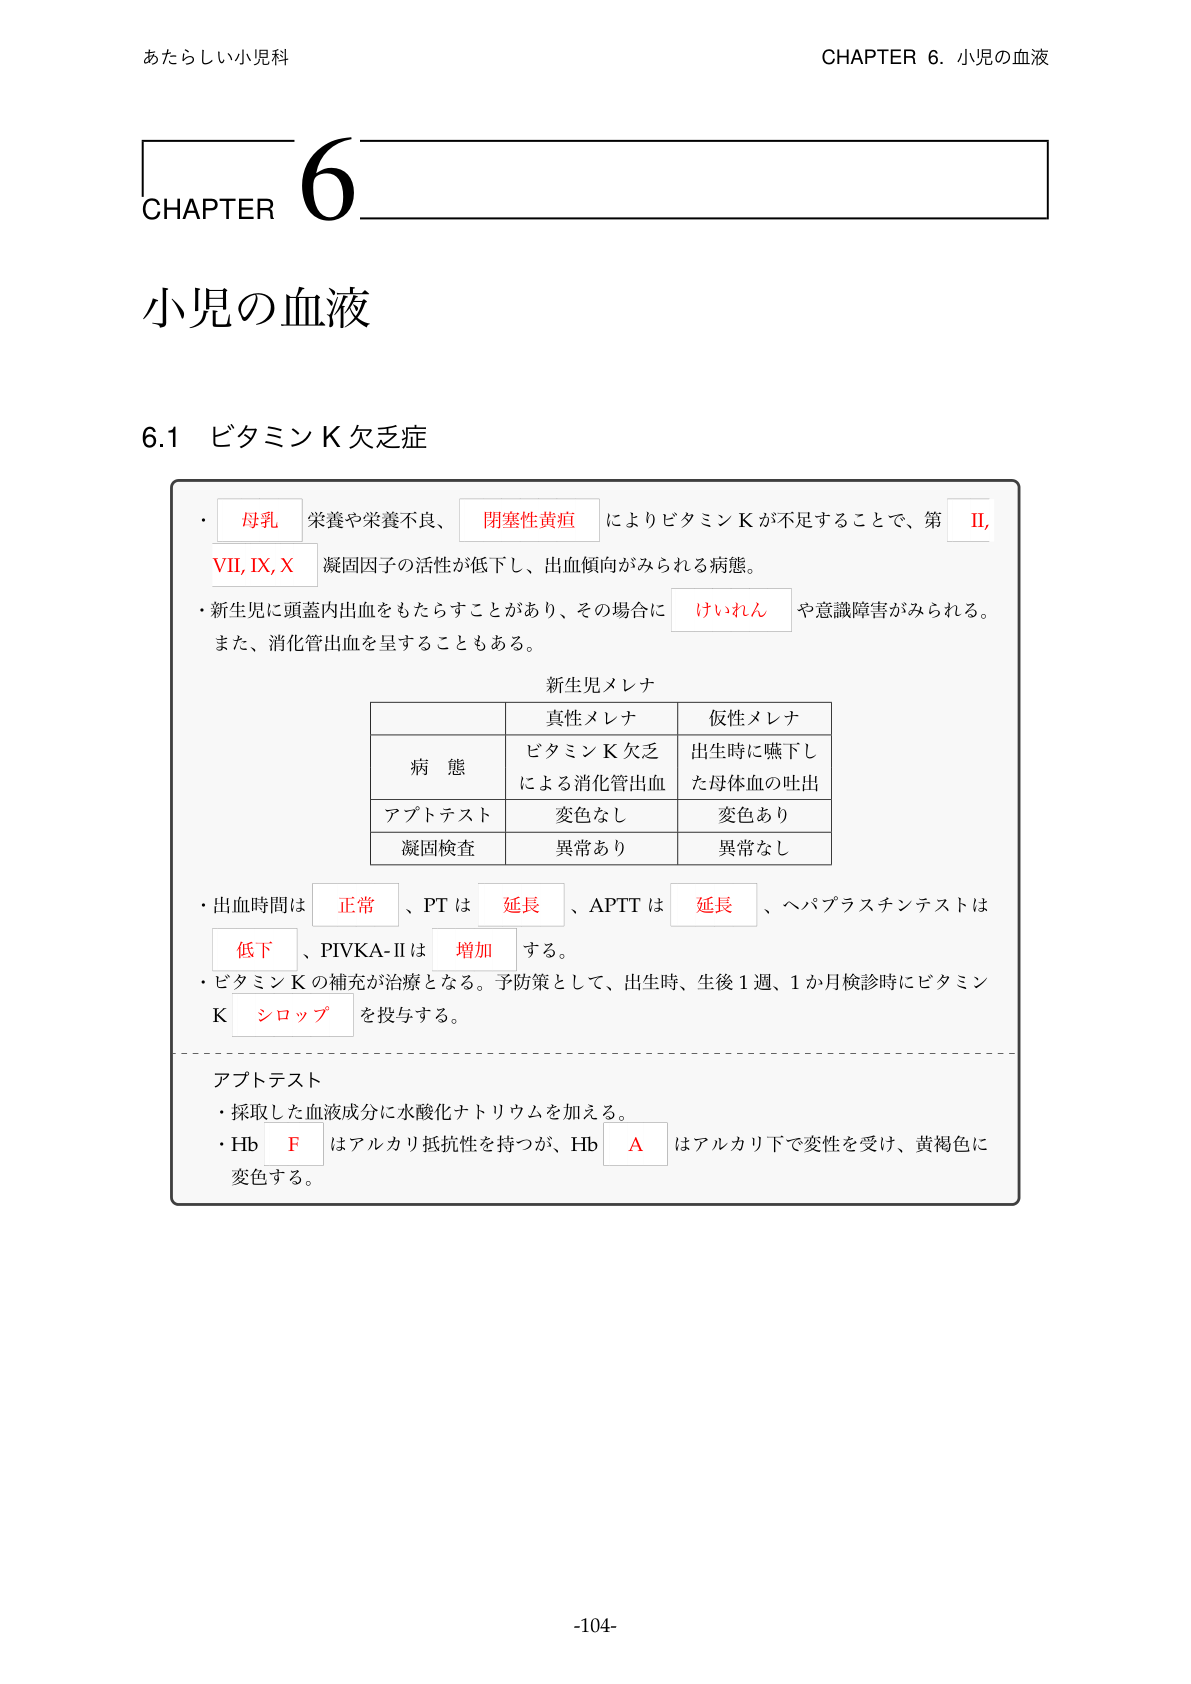 あたらしい小児科 CHAPTER 6. 小児の血液
CHAPTER 6
小児の血液
6.1 ビタミン K 欠乏症
・ 母乳 栄養や栄養不良、 閉塞性黄疸 によりビタミン K が不足することで、第 II,
VII, IX, X 凝固因子の活性が低下し、出血傾向がみられる病態。
・新生児に頭蓋内出血をもたらすことがあり、その場合に けいれん や意識障害がみられる。
また、消化管出血を呈することもある。
新生児メレナ
真性メレナ 仮性メレナ
病 態 ビタミン K 欠乏 出生時に嚥下し
による消化管出血 た母体血の吐出
アプトテスト 変色なし 変色あり
凝固検査 異常あり 異常なし
・出血時間は 正常 、PT は 延長 、APTT は 延長 、ヘパプラスチンテストは
低下 、PIVKA-II は 増加 する。
・ビタミン K の補充が治療となる。予防策として、出生時、生後 1 週、1 か月検診時にビタミン
K シロップ を投与する。
アプトテスト
・採取した血液成分に水酸化ナトリウムを加える。
・Hb F はアルカリ抵抗性を持つが、Hb A はアルカリ下で変性を受け、黄褐色に
変色する。
-104-